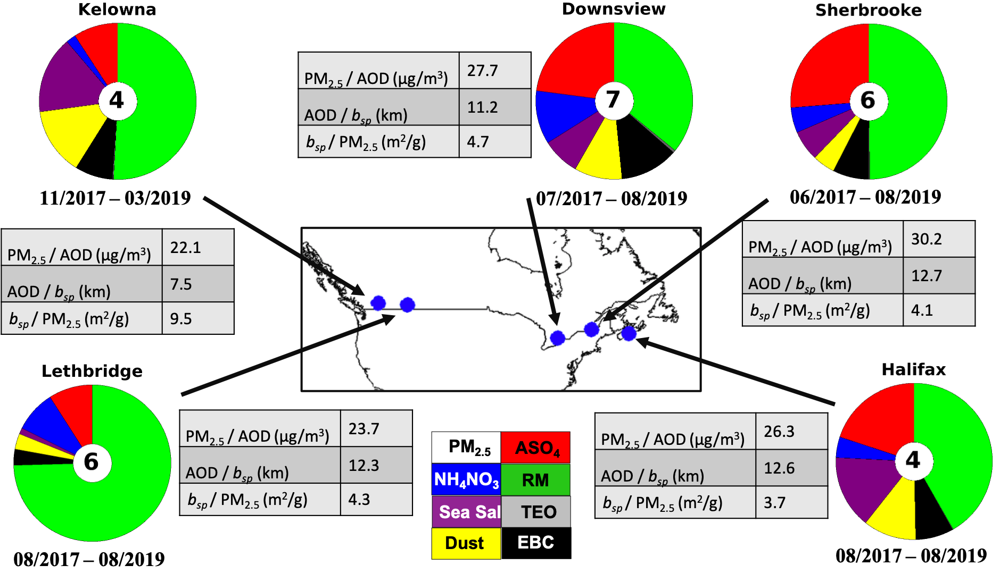 Kelowna
4
11/2017 – 03/2019
PM2.5 / AOD (µg/m³) 22.1
AOD / bsp (km) 7.5
bsp / PM2.5 (m²/g) 9.5
Downsview
7
07/2017 – 08/2019
PM2.5 / AOD (µg/m³) 27.7
AOD / bsp (km) 11.2
bsp / PM2.5 (m²/g) 4.7
Sherbrooke
6
06/2017 – 08/2019
PM2.5 / AOD (µg/m³) 30.2
AOD / bsp (km) 12.7
bsp / PM2.5 (m²/g) 4.1
Lethbridge
6
08/2017 – 08/2019
PM2.5 / AOD (µg/m³) 23.7
AOD / bsp (km) 12.3
bsp / PM2.5 (m²/g) 4.3
PM2.5 ASO4
NH4NO3 RM
Sea Sal TEO
Dust EBC
Halifax
4
08/2017 – 08/2019
PM2.5 / AOD (µg/m³) 26.3
AOD / bsp (km) 12.6
bsp / PM2.5 (m²/g) 3.7